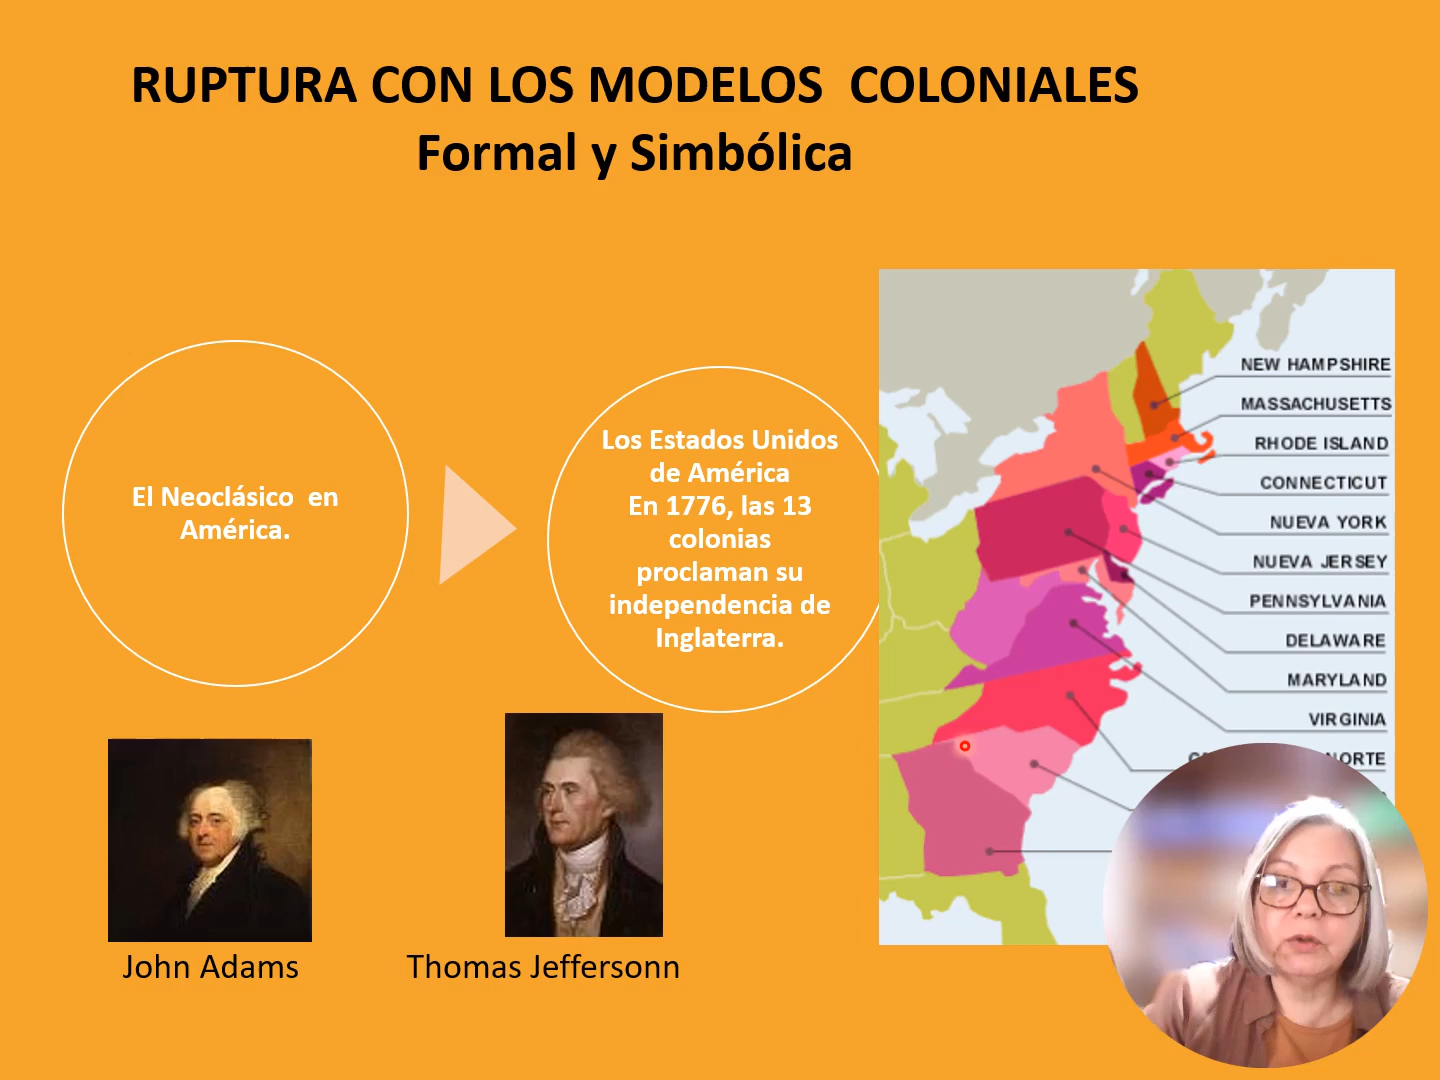 RUPTURA CON LOS MODELOS COLONIALES
Formal y Simbólica
El Neoclásico en
América.
Los Estados Unidos
de América
En 1776, las 13
colonias
proclaman su
independencia de
Inglaterra.
NEW HAMPSHIRE
MASSACHUSETTS
RHODE ISLAND
CONNECTICUT
NUEVA YORK
NUEVA JERSEY
PENNSYLVANIA
DELAWARE
MARYLAND
VIRGINIA
John Adams
Thomas Jeffersonn